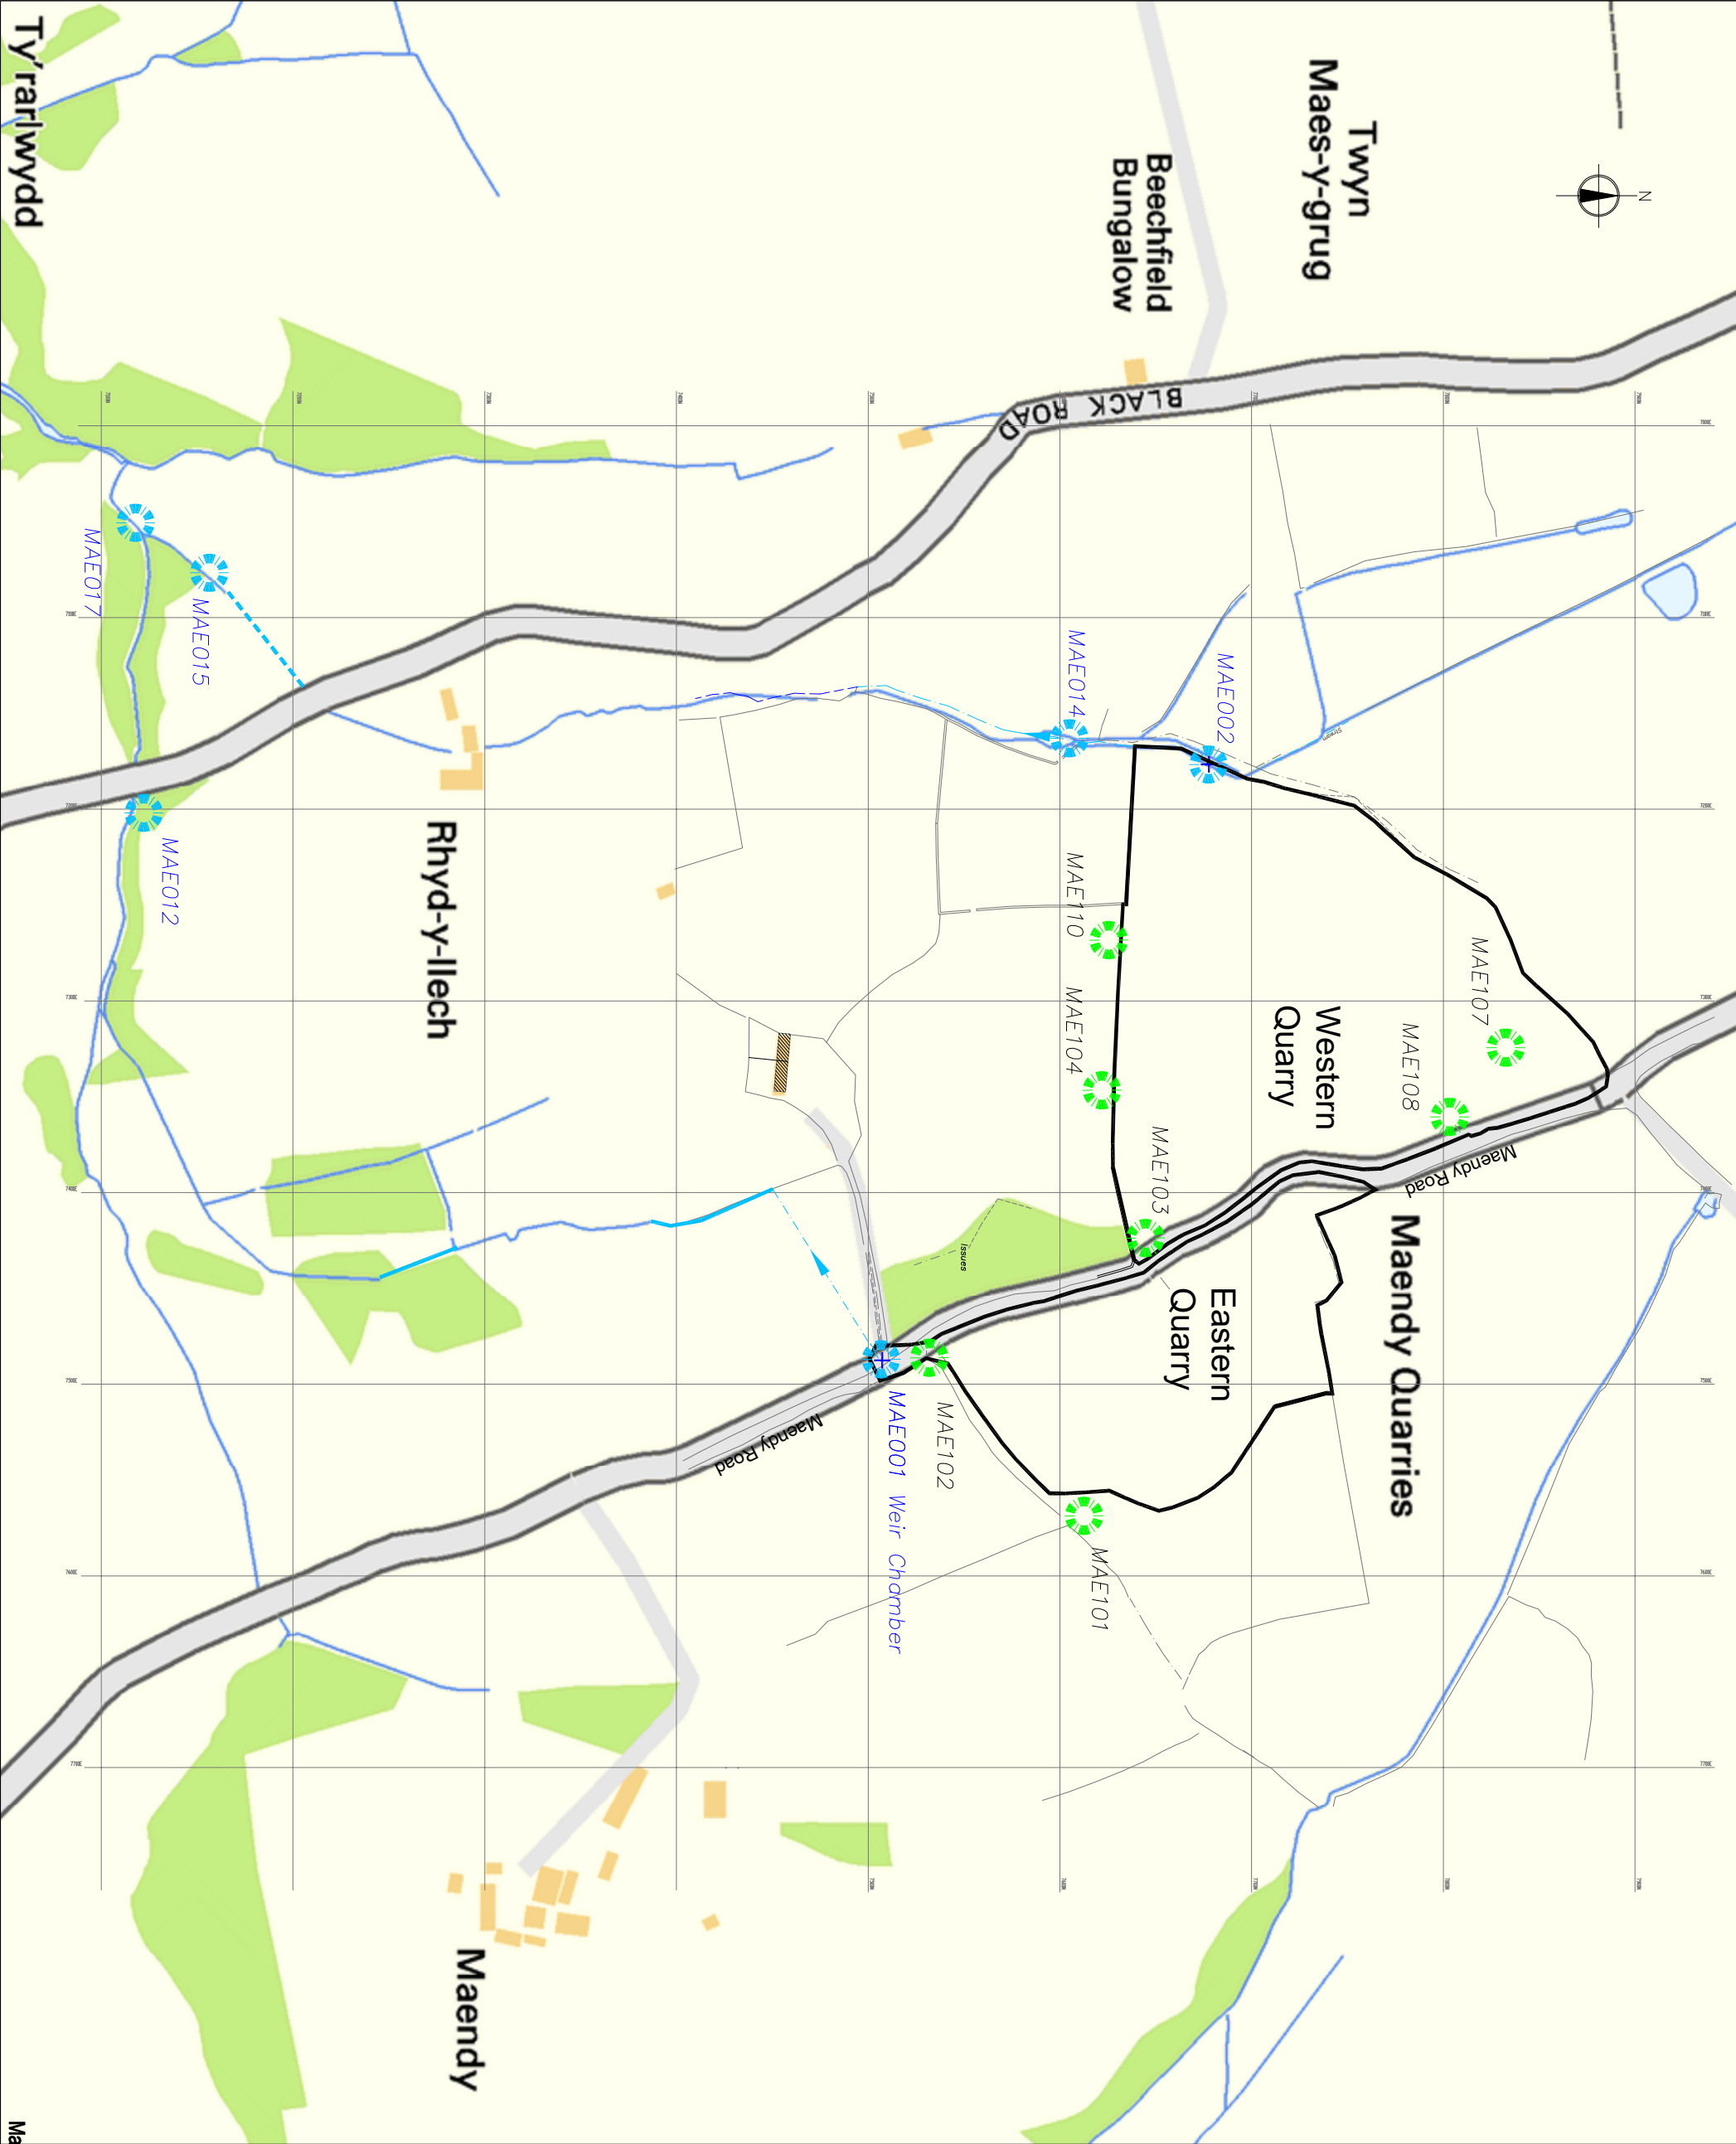 Ty'rarlwydd
Twyn
Maes-y-grug
N
Beechfield
Bungalow
BLACK ROAD
MAE017
MAE015
MAE014
MAE002
Stream
MAE012
Rhyd-y-llech
MAE110
MAE104
MAE107
MAE108
Western
Quarry
MAE103
Maendy Road
Maendy Quarries
Eastern
Quarry
Issues
MAE102
MAE001 Weir Chamber
MAE101
Maendy Road
Maendy
Ma